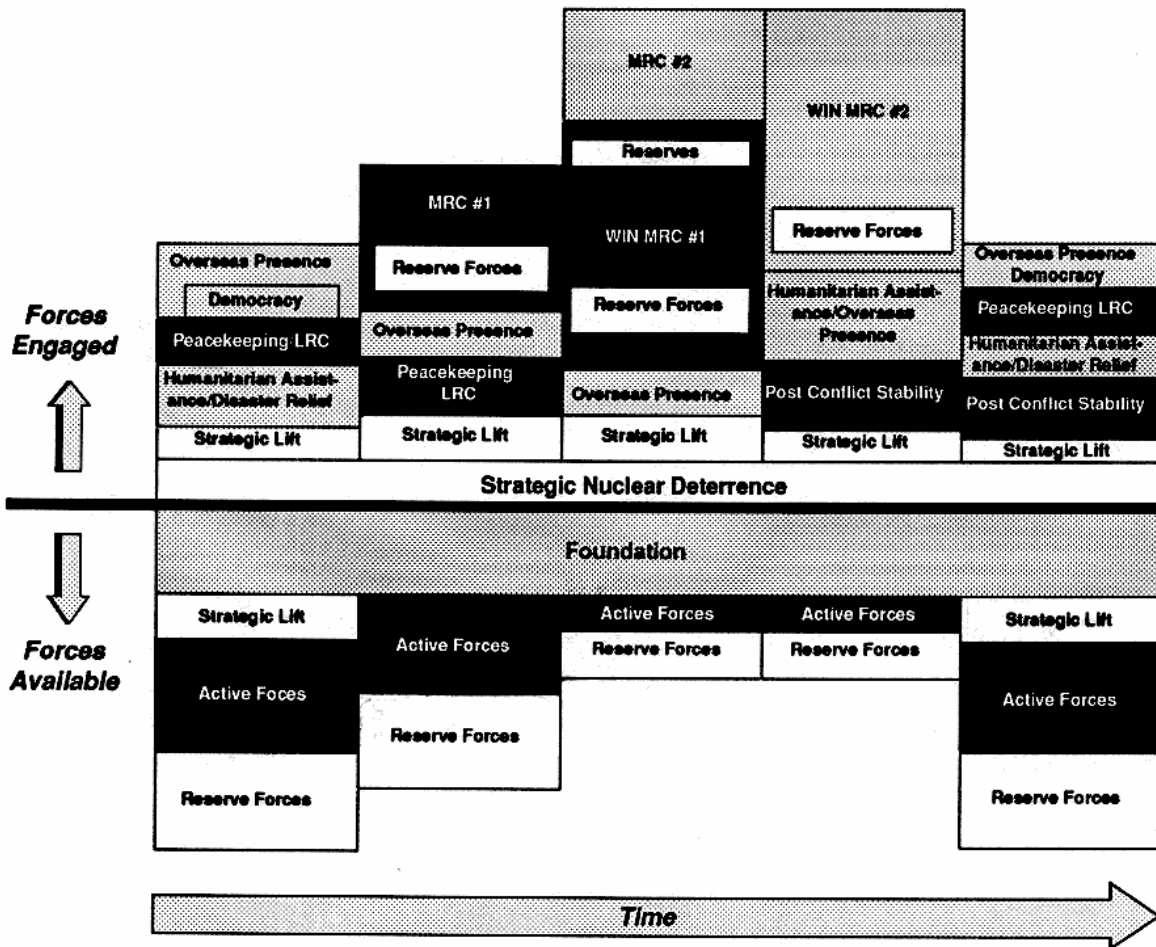 Forces
Engaged
Forces
Available
Overseas Presence
Democracy
Peacekeeping LRC
Humanitarian Assist-
ance/Disaster Relief
Strategic Lift
MRC #1
Reserve Forces
Overseas Presence
Peacekeeping
LRC
Strategic Lift
MRC #2
Reserves
WIN MRC #1
Reserve Forces
Overseas Presence
Strategic Lift
WIN MRC #2
Reserve Forces
Humanitarian Assist-
ance/Overseas
Presence
Post Conflict Stability
Strategic Lift
Overseas Presence
Democracy
Peacekeeping LRC
Humanitarian Assist-
ance/Disaster Relief
Post Conflict Stability
Strategic Lift
Strategic Nuclear Deterrence
Foundation
Strategic Lift
Active Foces
Reserve Forces
Active Forces
Reserve Forces
Active Forces
Reserve Forces
Active Forces
Reserve Forces
Strategic Lift
Active Forces
Reserve Forces
Time